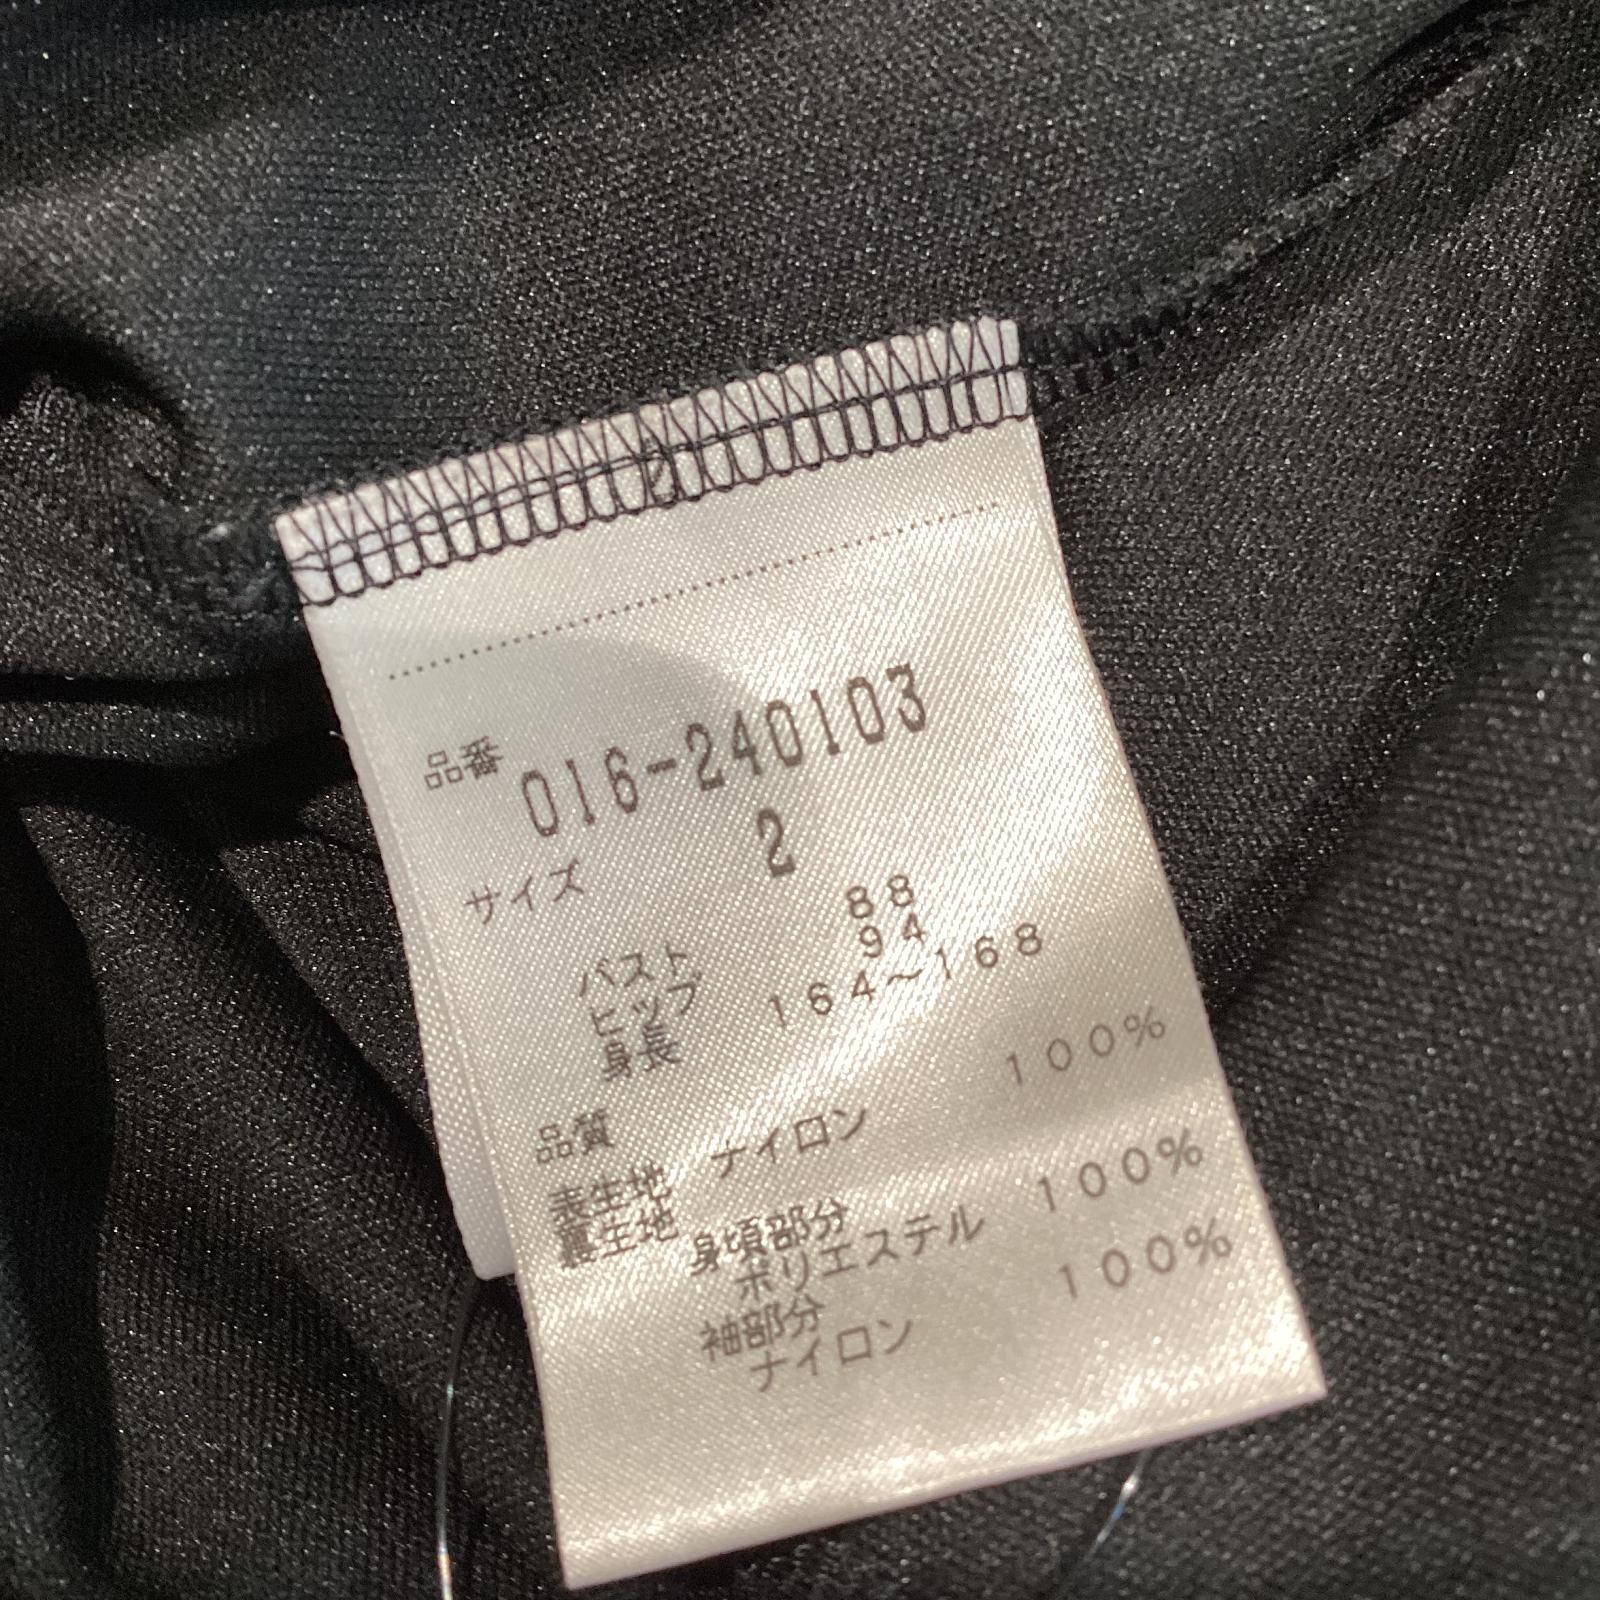 品番 016-240103
サイズ 2
バスト 88
ヒップ 94
身長 164～168
品質
表生地 ナイロン 100%
裏生地 身頃部分
ポリエステル 100%
袖部分
ナイロン 100%